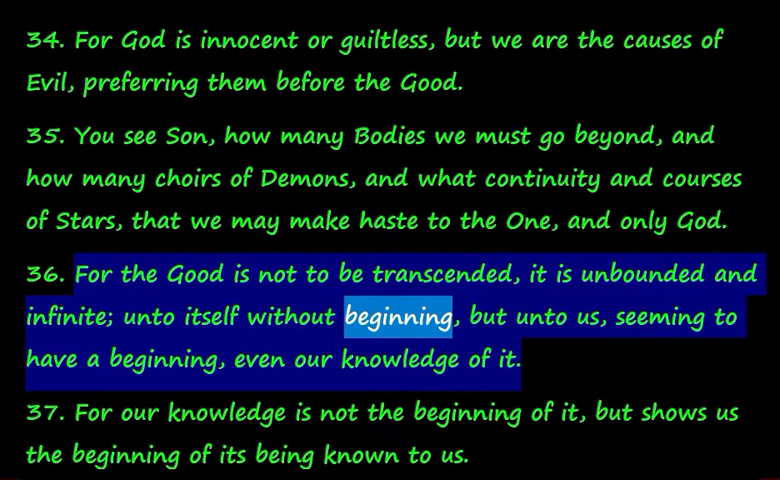 34. For God is innocent or guiltless, but we are the causes of
Evil, preferring them before the Good.
35. You see Son, how many Bodies we must go beyond, and
how many choirs of Demons, and what continuity and courses
of Stars, that we may make haste to the One, and only God.
36. For the Good is not to be transcended, it is unbounded and
infinite; unto itself without beginning, but unto us, seeming to
have a beginning, even our knowledge of it.
37. For our knowledge is not the beginning of it, but shows us
the beginning of its being known to us.